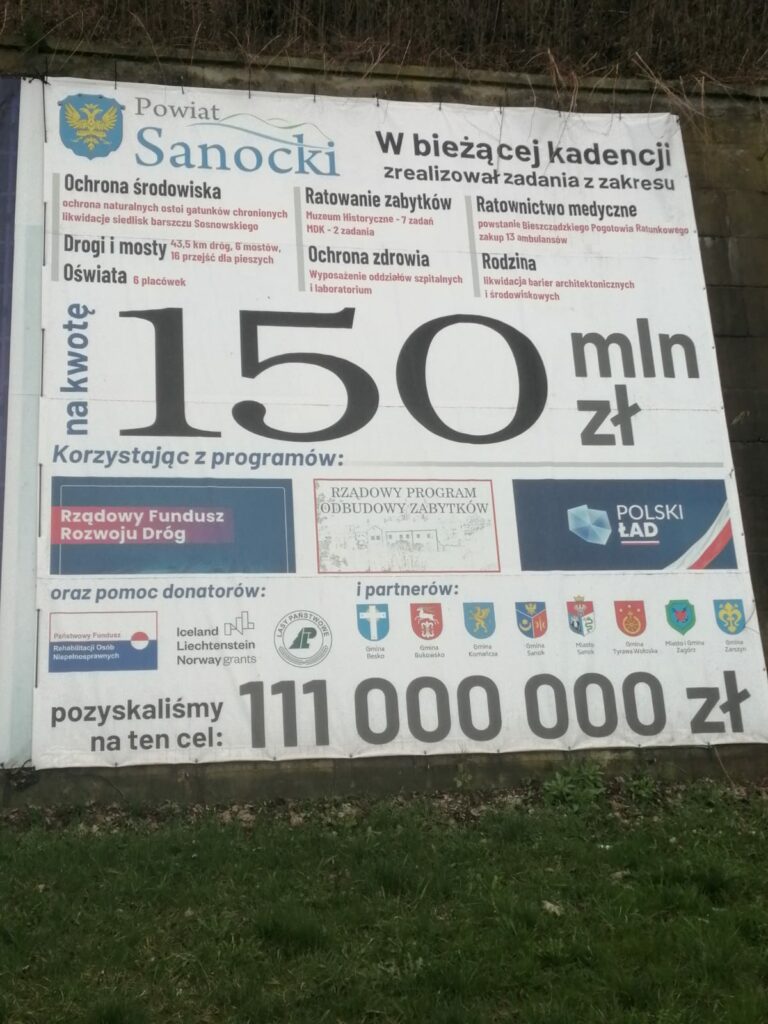 Powiat
Sanocki
W bieżącej kadencji
zrealizował zadania z zakresu
Ochrona środowiska
ochrona naturalnych ostoi gatunków chronionych
likwidacje siedlisk barszczu Sosnowskiego
Drogi i mosty 43,5 km dróg, 6 mostów,
16 przejść dla pieszych
Oświata 6 placówek
Ratowanie zabytków
Muzeum Historyczne - 7 zadań
MDK - 2 zadania
Ochrona zdrowia
Wyposażenie oddziałów szpitalnych
i laboratorium
Ratownictwo medyczne
powstanie Bieszczadzkiego Pogotowia Ratunkowego
zakup 13 ambulansów
Rodzina
likwidacja barier architektonicznych
i środowiskowych
na kwotę
150 mln
zł
Korzystając z programów:
Rządowy Fundusz
Rozwoju Dróg
RZĄDOWY PROGRAM
ODBUDOWY ZABYTKÓW
POLSKI
ŁAD
oraz pomoc donatorów:
i partnerów:
Państwowy Fundusz
Rehabilitacji Osób
Niepełnosprawnych
Iceland
Liechtenstein
Norway grants
LASY PAŃSTWOWE
Gmina
Besko
Gmina
Bukowsko
Gmina
Komańcza
Gmina
Sanok
Miasto
Sanok
Gmina
Tyrawa Wołoska
Miasto i Gmina
Zagórz
Gmina
Zarszyn
pozyskaliśmy
na ten cel:
111 000 000 zł